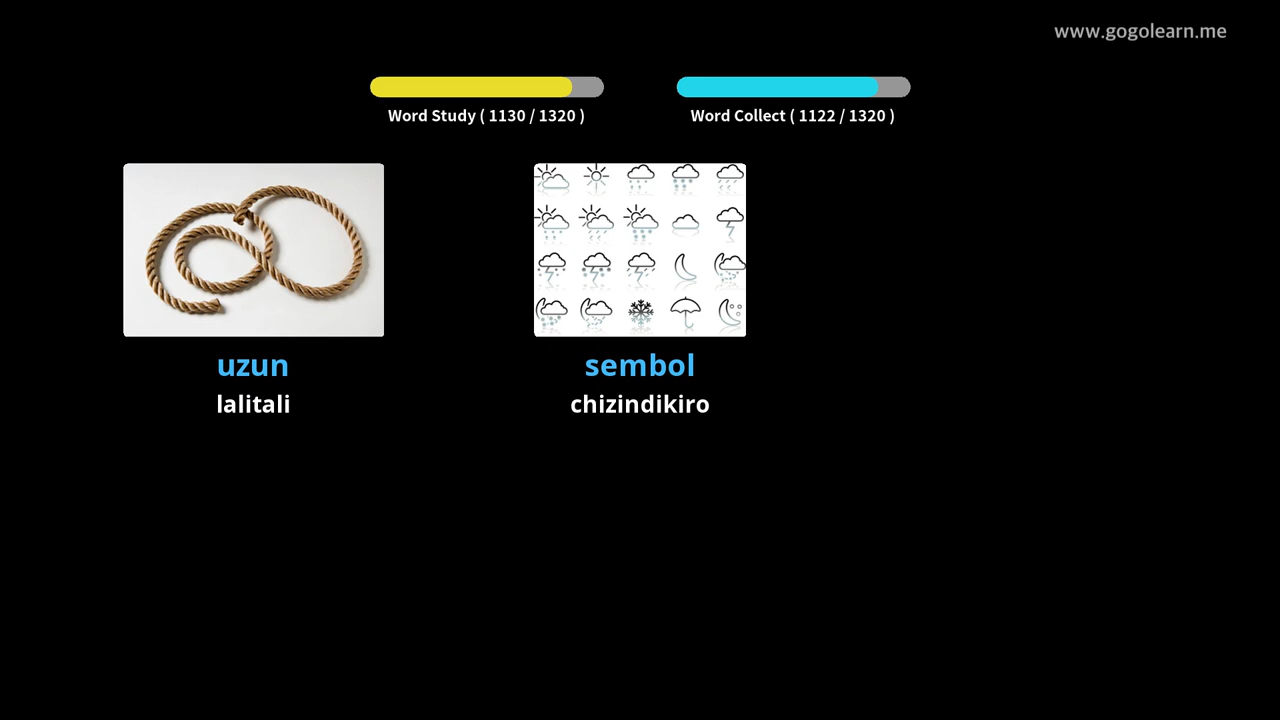 www.gogolearn.me
Word Study ( 1130 / 1320 )
Word Collect ( 1122 / 1320 )
uzun
lalitali
sembol
chizindikiro